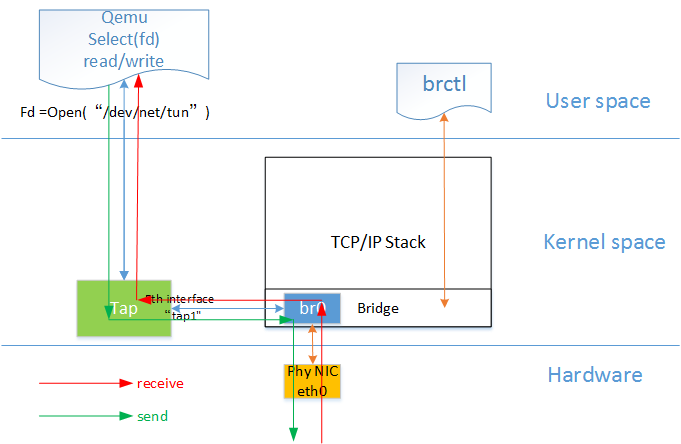 Qemu
Select(fd)
read/write
brctl
User space
Fd =Open(“/dev/net/tun”)
Kernel space
TCP/IP Stack
Tap
Eth interface
“tap1"
br0
Bridge
Phy NIC
eth0
Hardware
receive
send